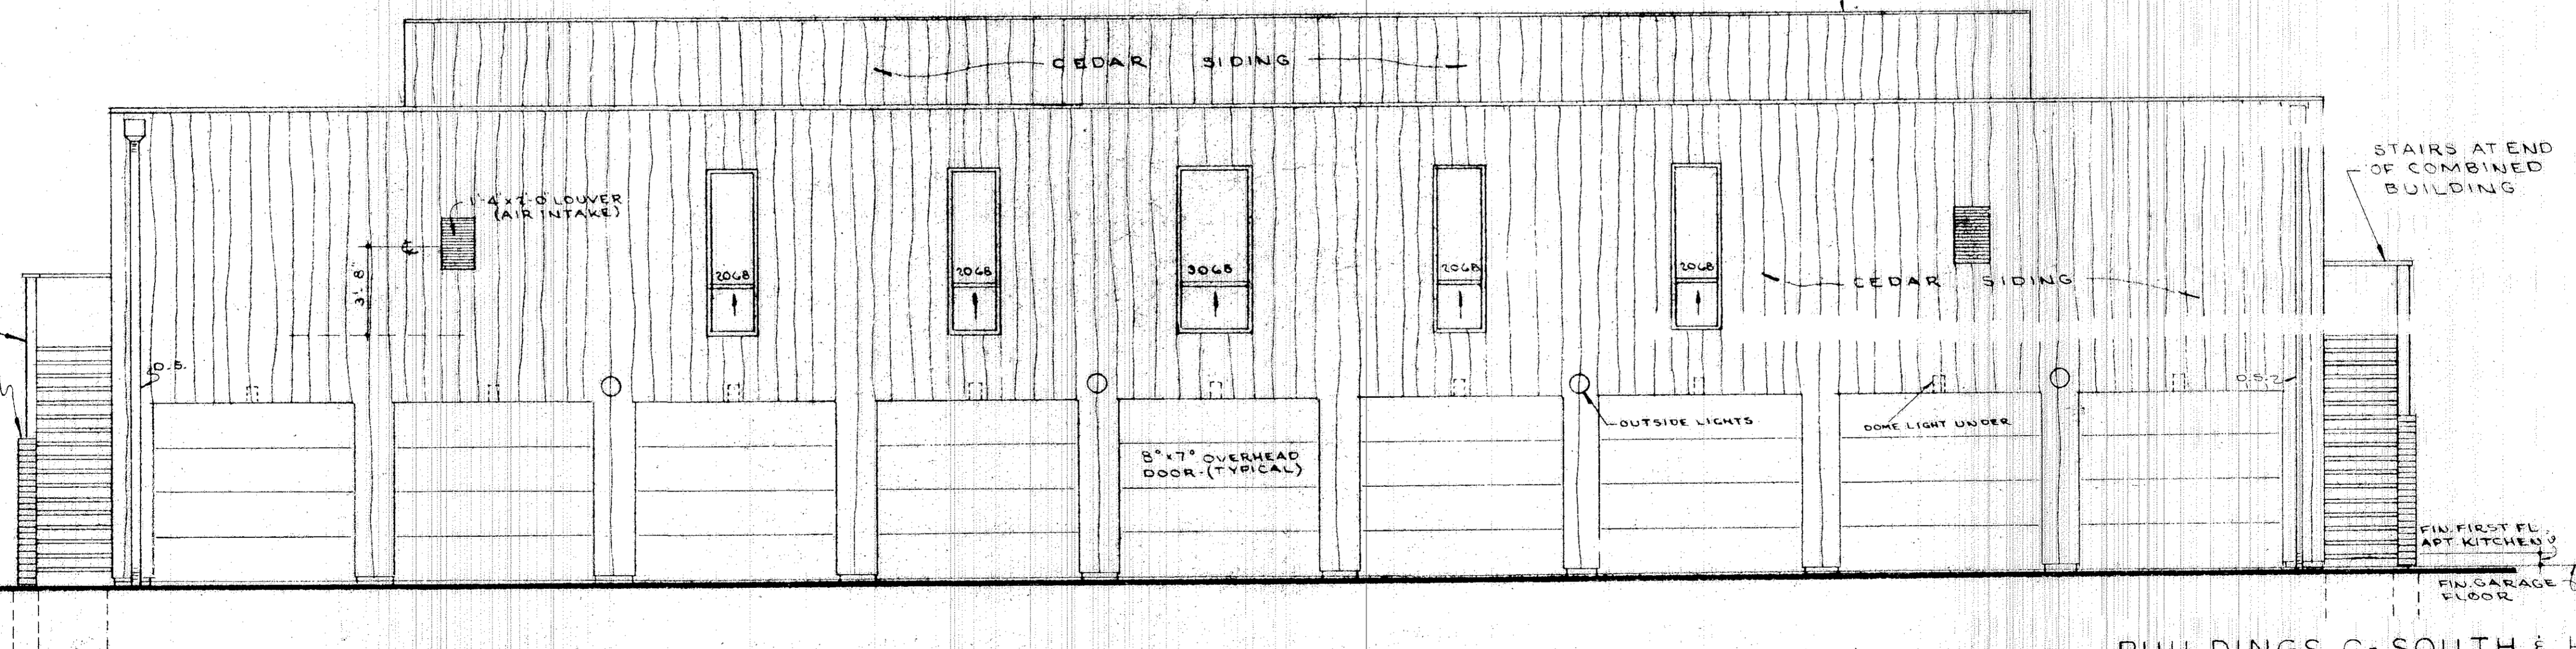 CEDAR SIDING
STAIRS AT END
OF COMBINED
BUILDING
1'-4" x 2'-0 LOUVER
(AIR INTAKE)
℄
3'-8"
2068
2068
3068
2068
2068
CEDAR SIDING
D.S.
D.S.
OUTSIDE LIGHTS
DOME LIGHT UNDER
8° x 7° OVERHEAD
DOOR-(TYPICAL)
FIN. FIRST FL.
APT. KITCHEN
FIN. GARAGE
FLOOR
BUILDINGS C-SOUTH &